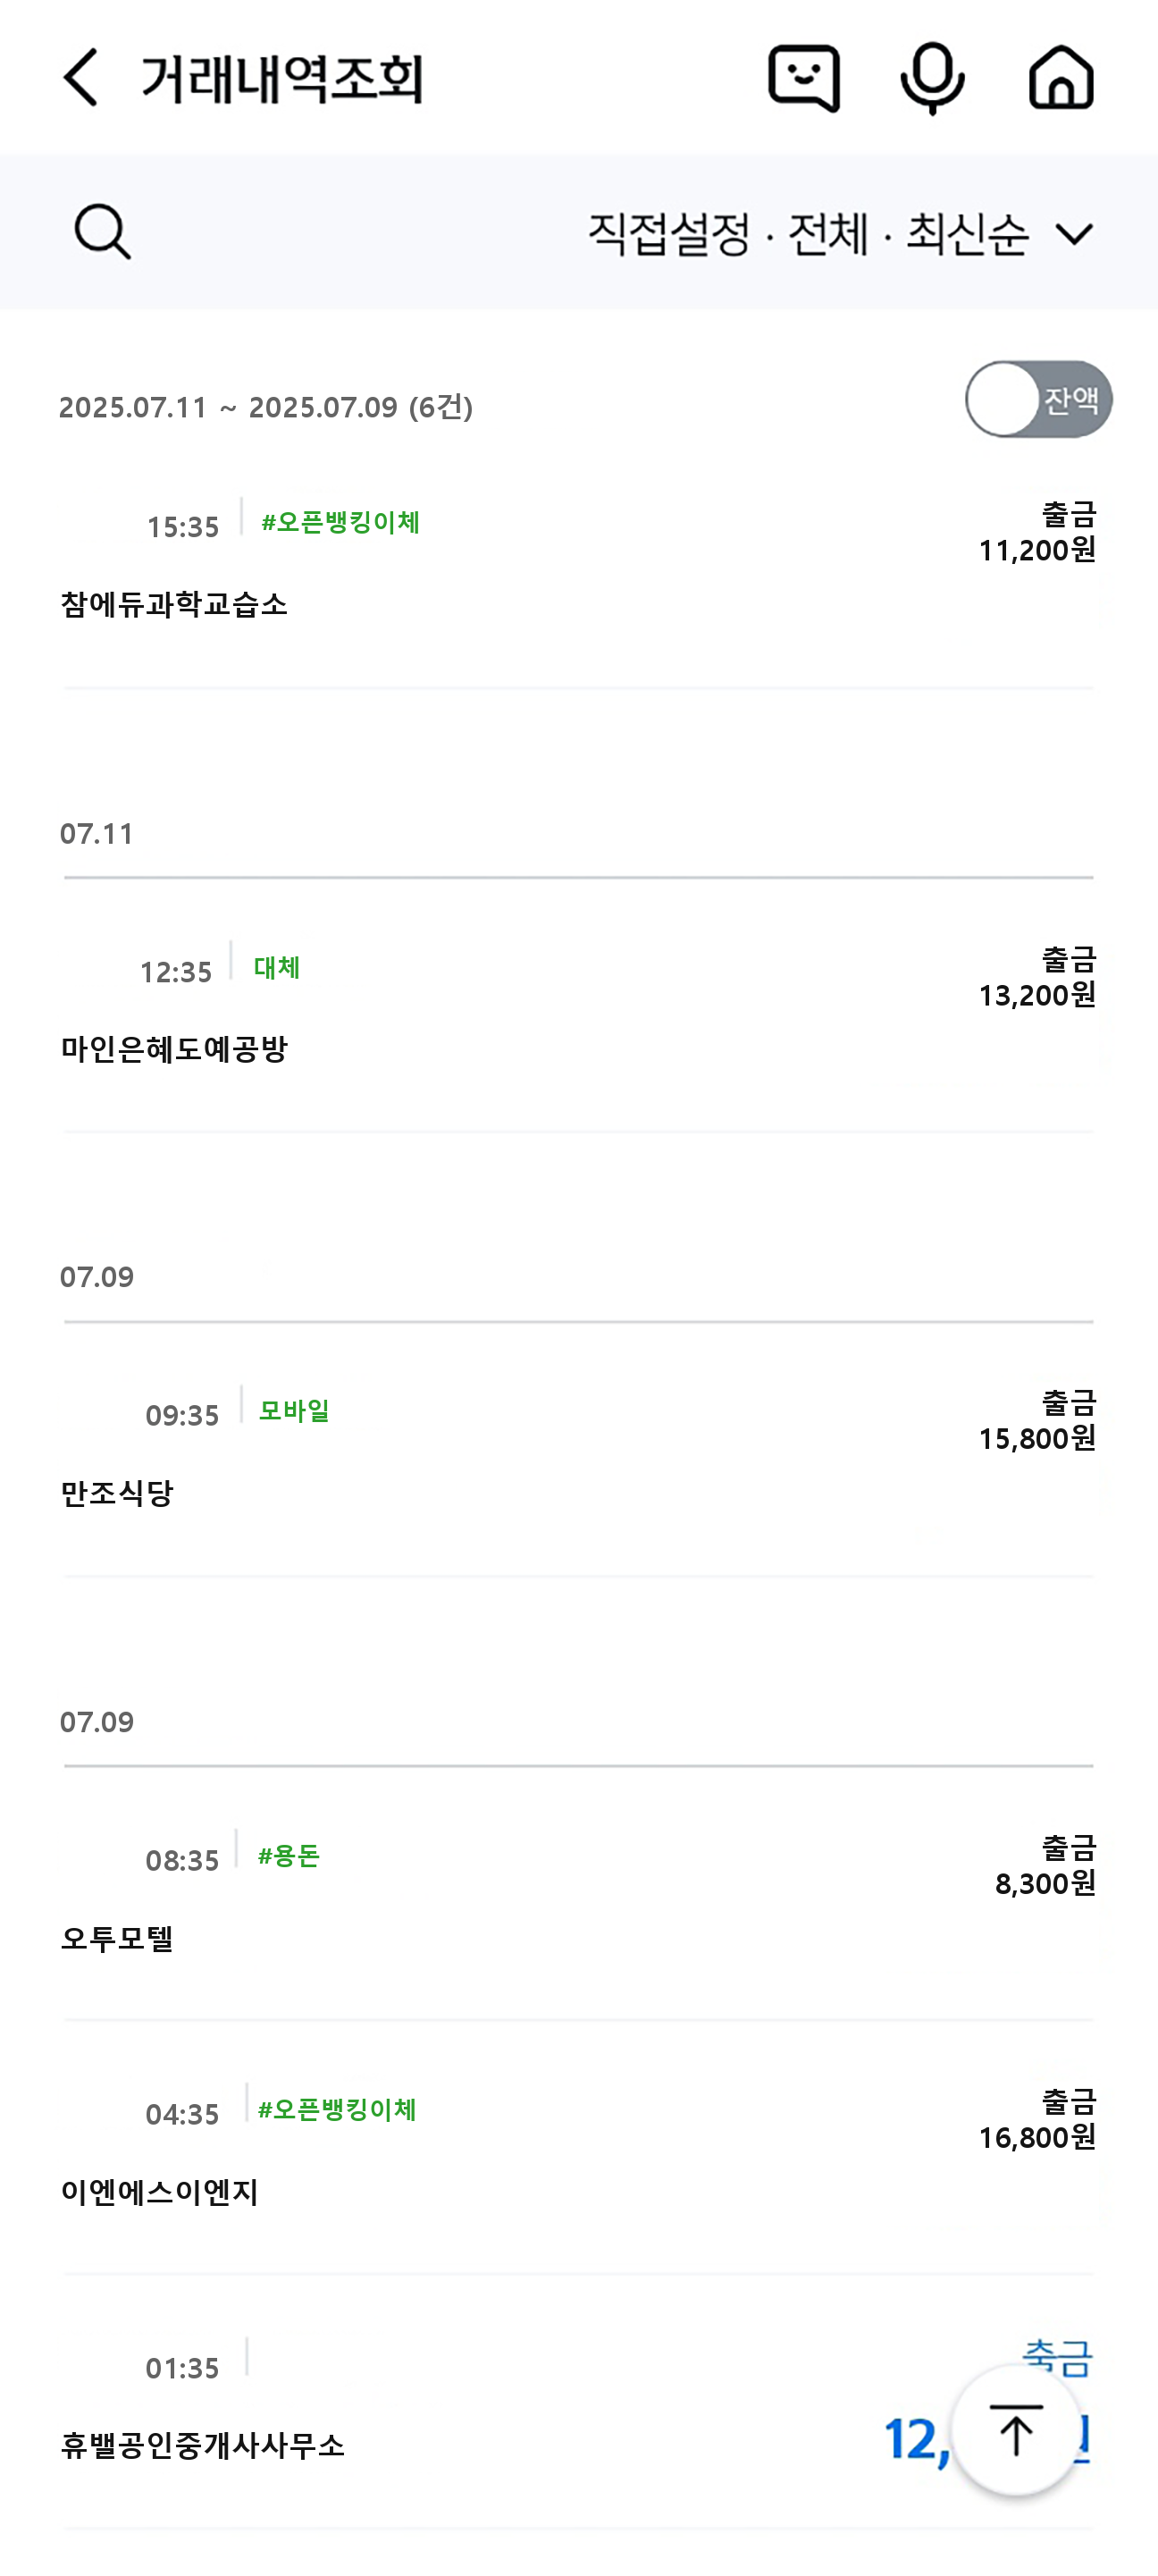 거래내역조회
직접설정 · 전체 · 최신순
2025.07.11 ~ 2025.07.09 (6건)
잔액
15:35 #오픈뱅킹이체
출금
11,200원
참에듀과학교습소
07.11
12:35 대체
출금
13,200원
마인은혜도예공방
07.09
09:35 모바일
출금
15,800원
만조식당
07.09
08:35 #용돈
출금
8,300원
오투모텔
04:35 #오픈뱅킹이체
출금
16,800원
이엔에스이엔지
01:35
12,
휴밸공인중개사사무소